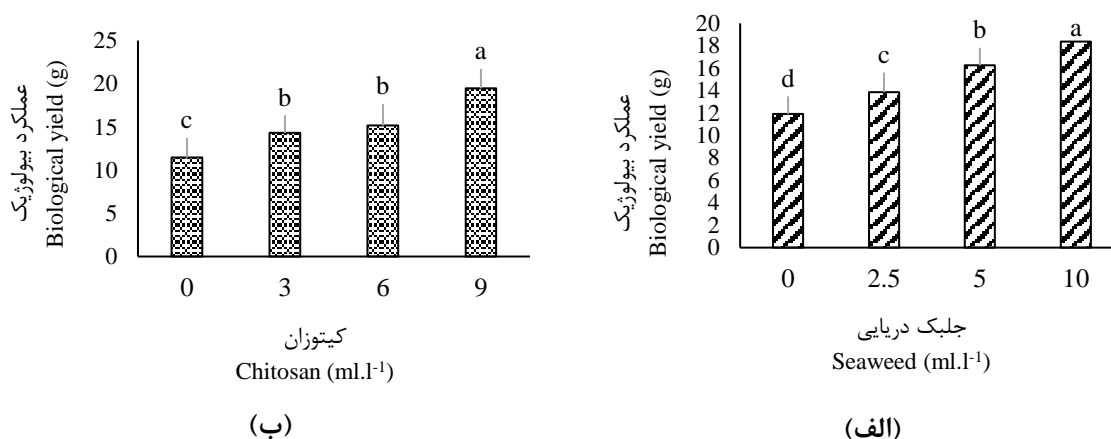 عملکرد بیولوژیک
Biological yield (g)
25
20
15
10
5
0
c
b
b
a
0 3 6 9
کیتوزان
Chitosan (ml.l-1)
(ب)
عملکرد بیولوژیک
Biological yield (g)
20
18
16
14
12
10
8
6
4
2
0
d
c
b
a
0 2.5 5 10
جلبک دریایی
Seaweed (ml.l-1)
(الف)